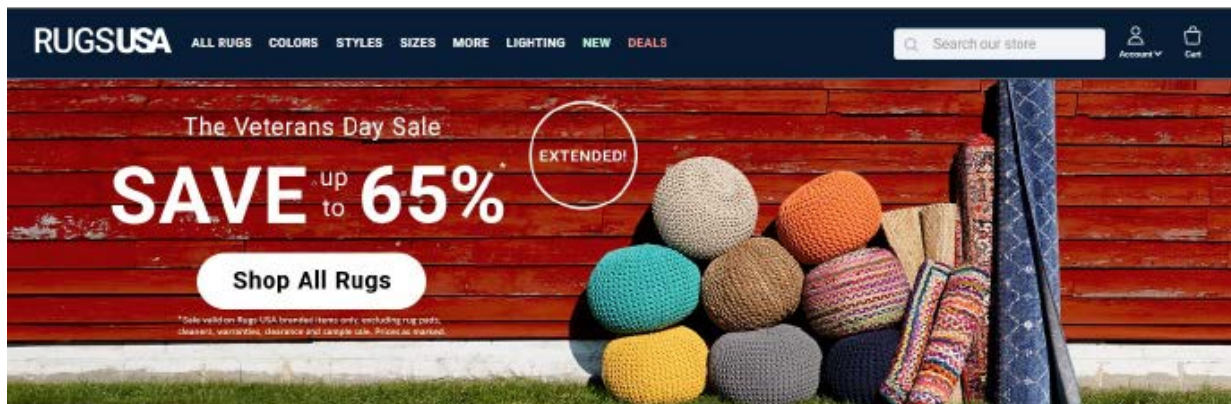 RUGSUSA
ALL RUGS COLORS STYLES SIZES MORE LIGHTING NEW DEALS
Search our store
Account
Cart
The Veterans Day Sale
EXTENDED!
SAVE up to 65%*
Shop All Rugs
*Sale valid on Rugs USA branded items only, excluding rug pads,
cleaners, warranties, clearance and sample sale. Prices as marked.